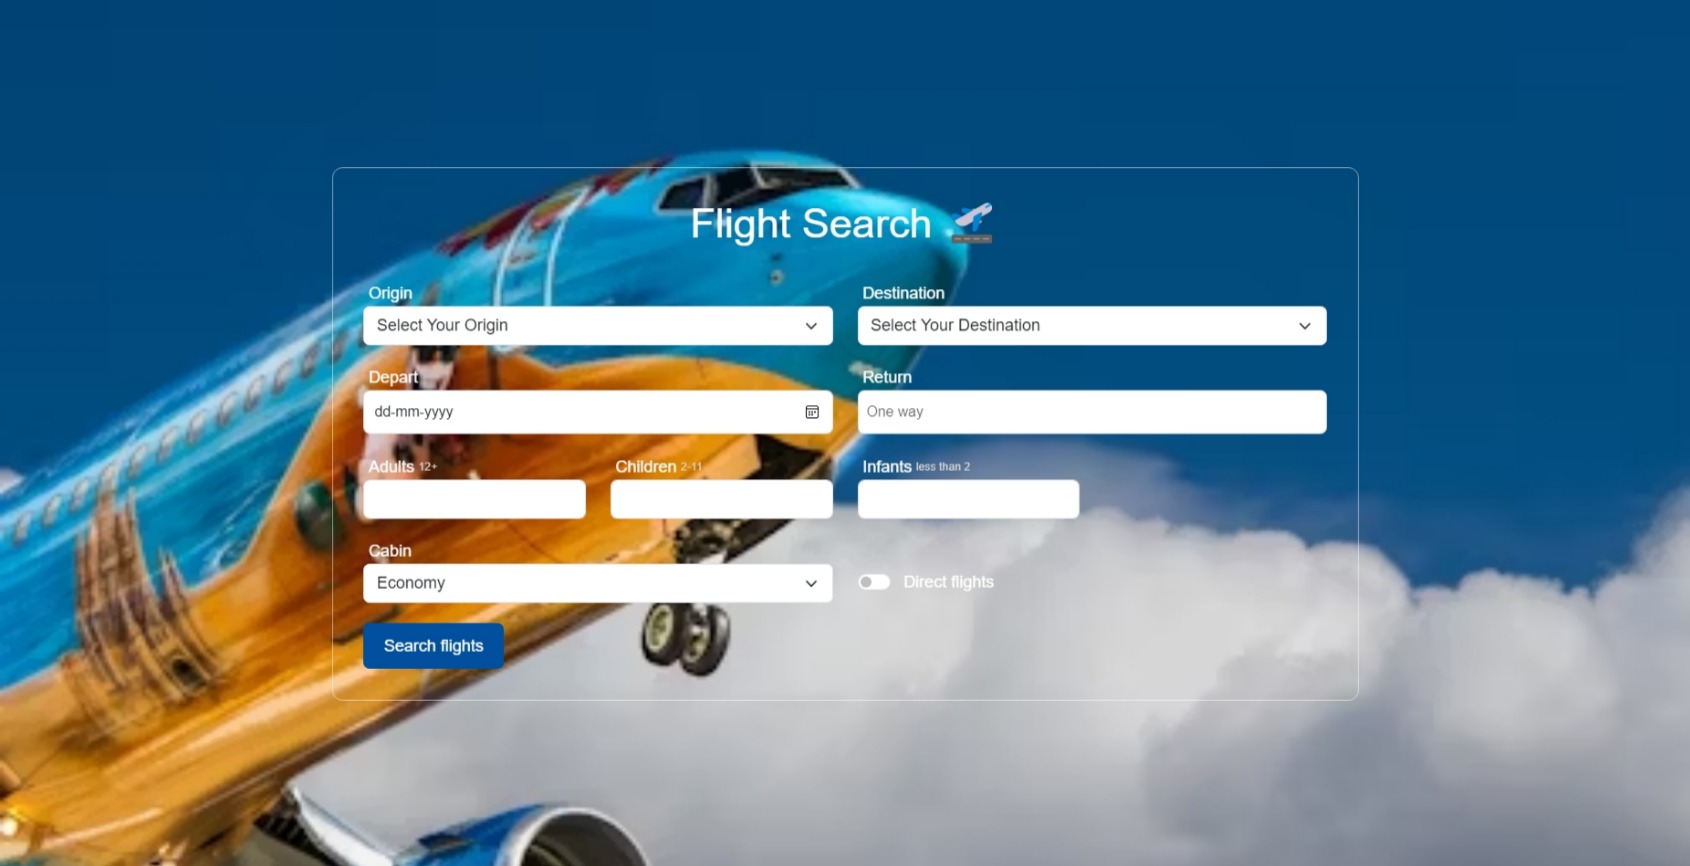 Flight Search
Origin
Destination
Select Your Origin
Select Your Destination
Depart
Return
dd-mm-yyyy
One way
Adults 12+
Children 2-11
Infants less than 2
Cabin
Economy
Direct flights
Search flights